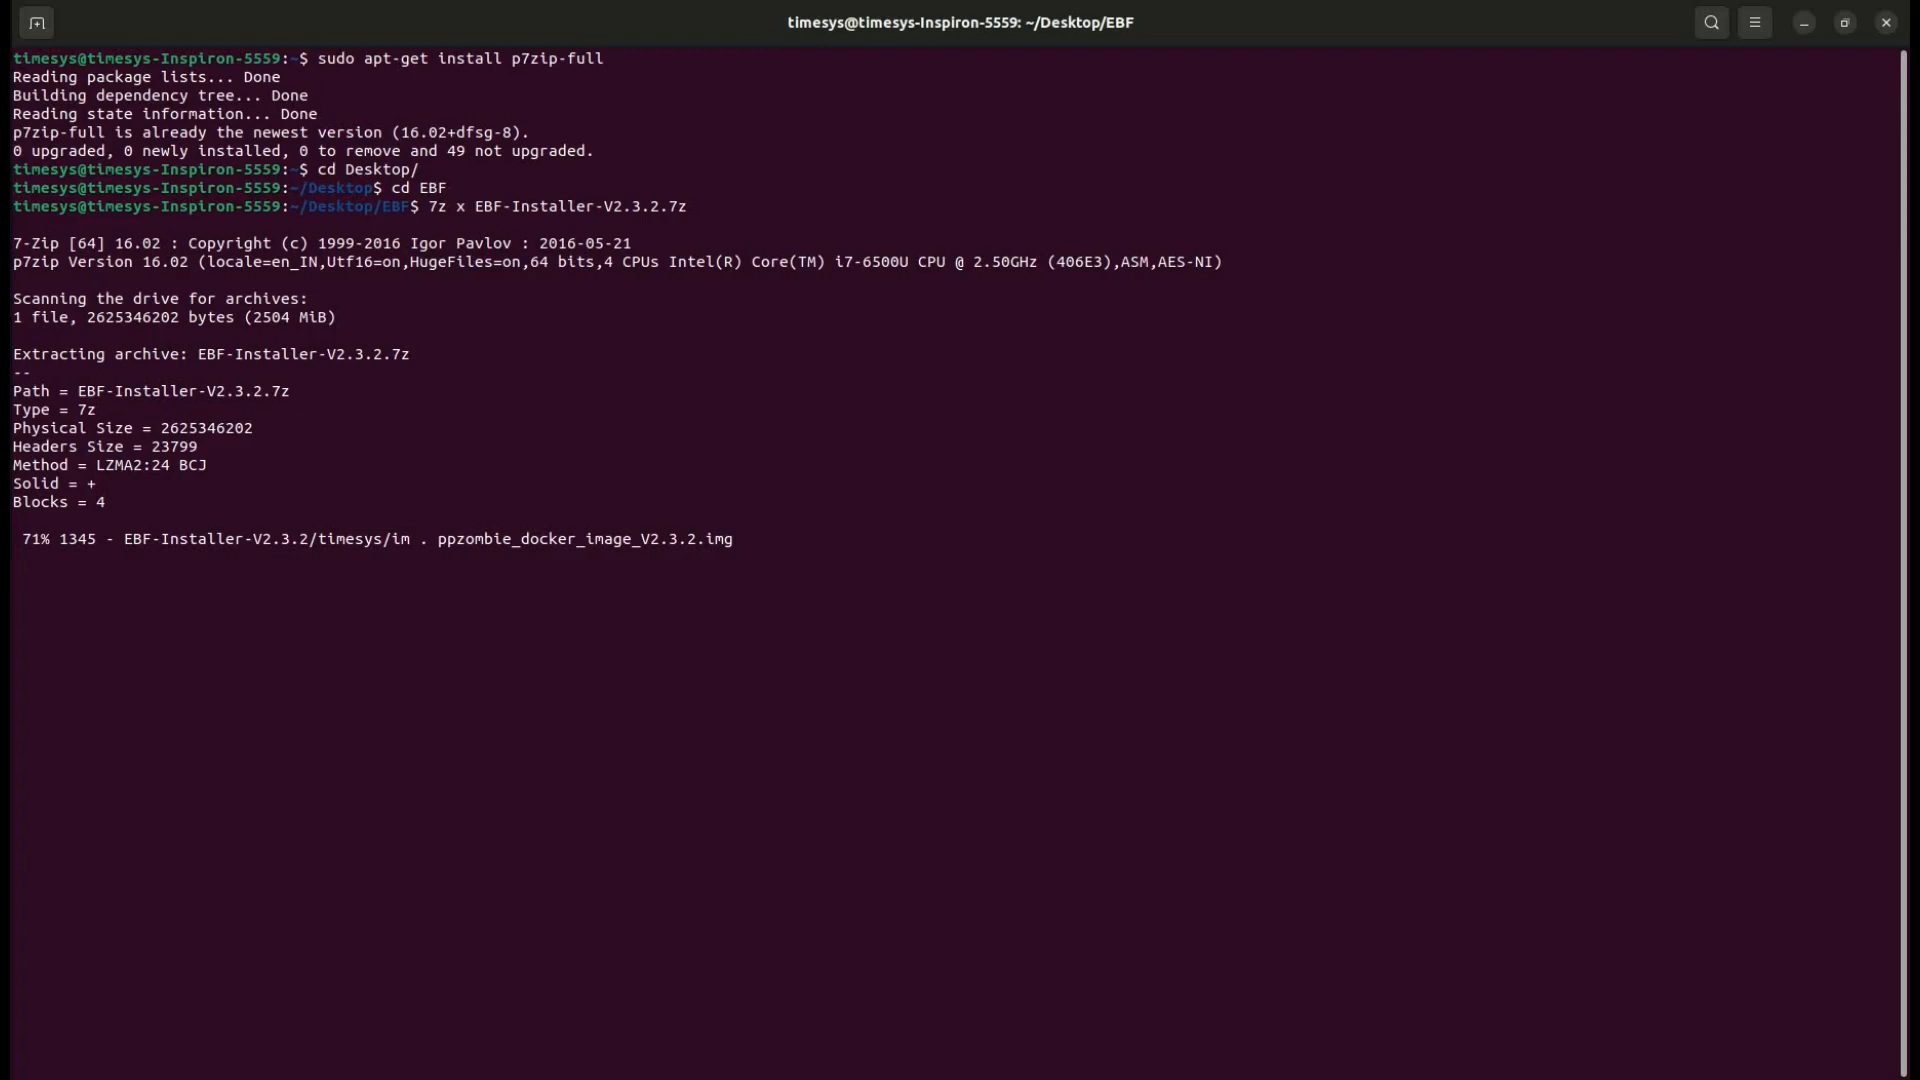 timesys@timesys-Inspiron-5559: ~/Desktop/EBF
timesys@timesys-Inspiron-5559:~$ sudo apt-get install p7zip-full
Reading package lists... Done
Building dependency tree... Done
Reading state information... Done
p7zip-full is already the newest version (16.02+dfsg-8).
0 upgraded, 0 newly installed, 0 to remove and 49 not upgraded.
timesys@timesys-Inspiron-5559:~$ cd Desktop/
timesys@timesys-Inspiron-5559:~/Desktop$ cd EBF
timesys@timesys-Inspiron-5559:~/Desktop/EBF$ 7z x EBF-Installer-V2.3.2.7z
7-Zip [64] 16.02 : Copyright (c) 1999-2016 Igor Pavlov : 2016-05-21
p7zip Version 16.02 (locale=en_IN,Utf16=on,HugeFiles=on,64 bits,4 CPUs Intel(R) Core(TM) i7-6500U CPU @ 2.50GHz (406E3),ASM,AES-NI)
Scanning the drive for archives:
1 file, 2625346202 bytes (2504 MiB)
Extracting archive: EBF-Installer-V2.3.2.7z
--
Path = EBF-Installer-V2.3.2.7z
Type = 7z
Physical Size = 2625346202
Headers Size = 23799
Method = LZMA2:24 BCJ
Solid = +
Blocks = 4
71% 1345 - EBF-Installer-V2.3.2/timesys/im . ppzombie_docker_image_V2.3.2.img